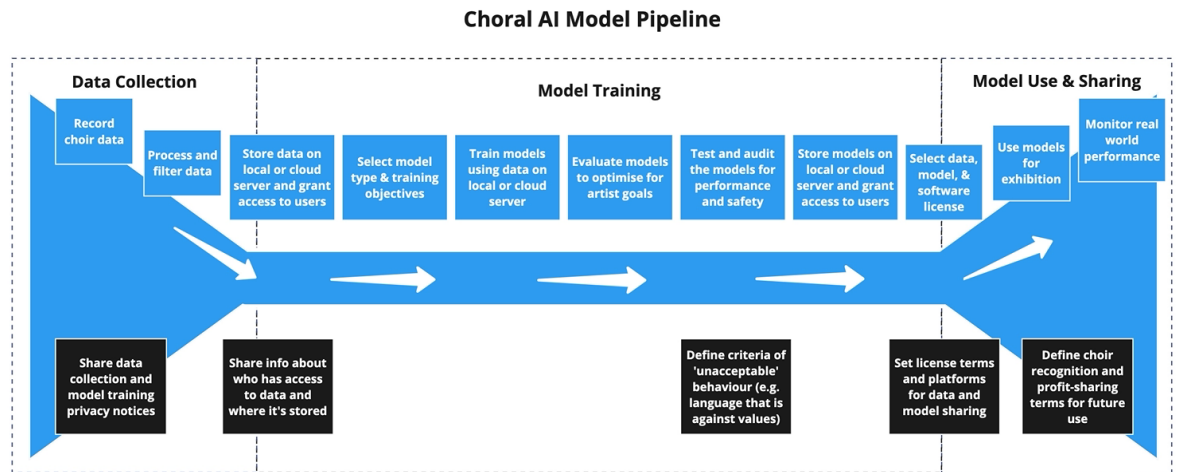 Choral AI Model Pipeline
Data Collection
Model Training
Model Use & Sharing
Record
choir data
Process and
filter data
Store data on
local or cloud
server and grant
access to users
Select model
type & training
objectives
Train models
using data on
local or cloud
server
Evaluate models
to optimise for
artist goals
Test and audit
the models for
performance
and safety
Store models on
local or cloud
server and grant
access to users
Select data,
model, &
software
license
Use models
for
exhibition
Monitor real
world
performance
Share data
collection and
model training
privacy notices
Share info about
who has access
to data and
where it's stored
Define criteria of
'unacceptable'
behaviour (e.g.
language that is
against values)
Set license terms
and platforms
for data and
model sharing
Define choir
recognition and
profit-sharing
terms for future
use